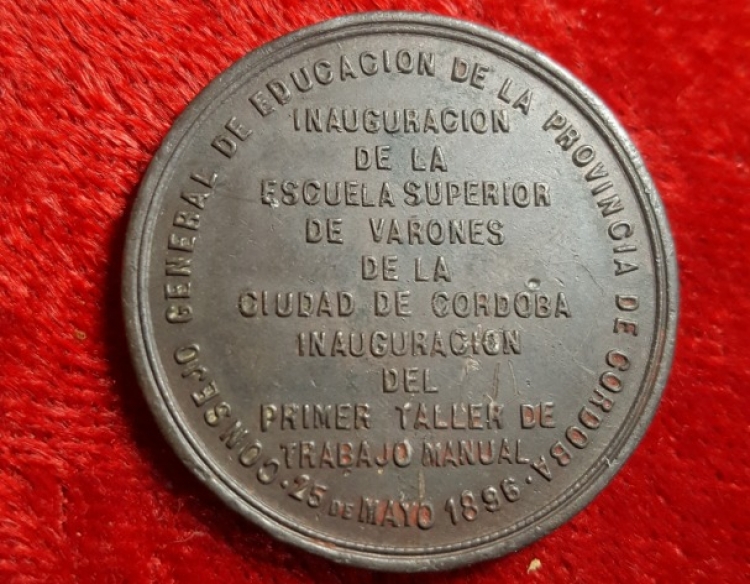 CONSEJO GENERAL DE EDUCACION DE LA PROVINCIA DE CORDOBA
INAUGURACION
DE LA
ESCUELA SUPERIOR
DE VARONES
DE LA
CIUDAD DE CORDOBA
INAUGURACION
DEL
PRIMER TALLER DE
TRABAJO MANUAL
· 25 DE MAYO 1896 ·